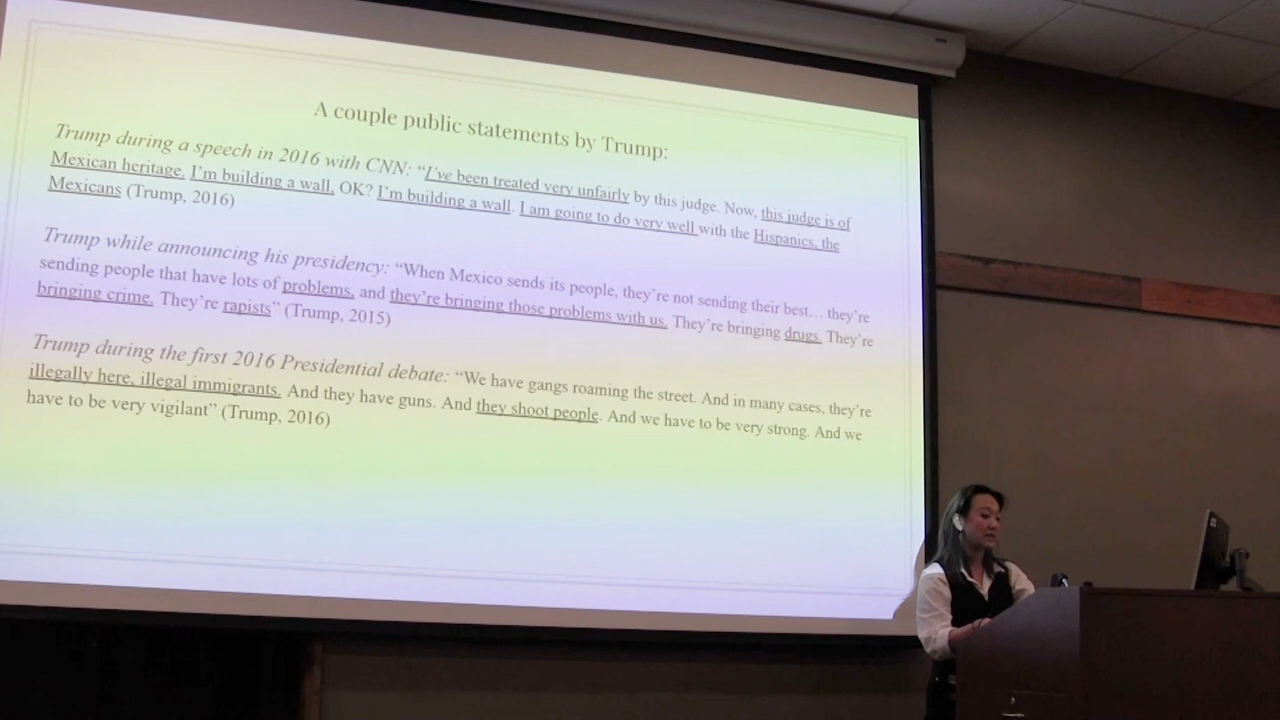 A couple public statements by Trump:
Trump during a speech in 2016 with CNN: “I’ve been treated very unfairly by this judge. Now, this judge is of
Mexican heritage. I’m building a wall, OK? I’m building a wall. I am going to do very well with the Hispanics, the
Mexicans (Trump, 2016)
Trump while announcing his presidency: “When Mexico sends its people, they’re not sending their best… they’re
sending people that have lots of problems, and they’re bringing those problems with us. They’re bringing drugs. They’re
bringing crime. They’re rapists” (Trump, 2015)
Trump during the first 2016 Presidential debate: “We have gangs roaming the street. And in many cases, they’re
illegally here, illegal immigrants. And they have guns. And they shoot people. And we have to be very strong. And we
have to be very vigilant” (Trump, 2016)